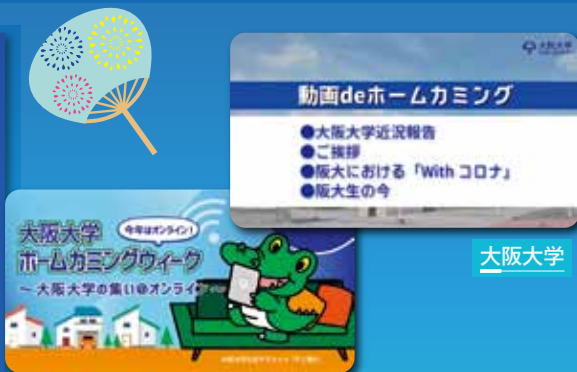 大阪大学
動画deホームカミング
●大阪大学近況報告
●ご挨拶
●阪大における「With コロナ」
●阪大生の今
大阪大学
今年はオンライン！
ホームカミングウィーク
～大阪大学の集い@オンライン
大阪大学